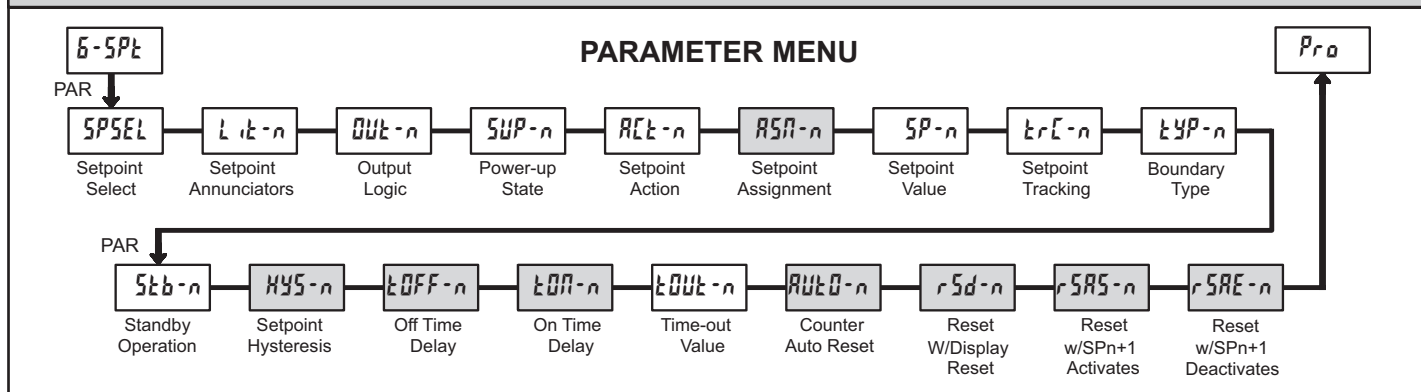 6-SPt
PARAMETER MENU
Pro
PAR
SPSEL
Lit-n
OUt-n
SUP-n
ACt-n
ASN-n
SP-n
trC-n
tYP-n
Setpoint Select
Setpoint Annunciators
Output Logic
Power-up State
Setpoint Action
Setpoint Assignment
Setpoint Value
Setpoint Tracking
Boundary Type
PAR
Stb-n
HYS-n
tOFF-n
tON-n
tOUt-n
AUtO-n
rSd-n
rSAS-n
rSAE-n
Standby Operation
Setpoint Hysteresis
Off Time Delay
On Time Delay
Time-out Value
Counter Auto Reset
Reset W/Display Reset
Reset w/SPn+1 Activates
Reset w/SPn+1 Deactivates